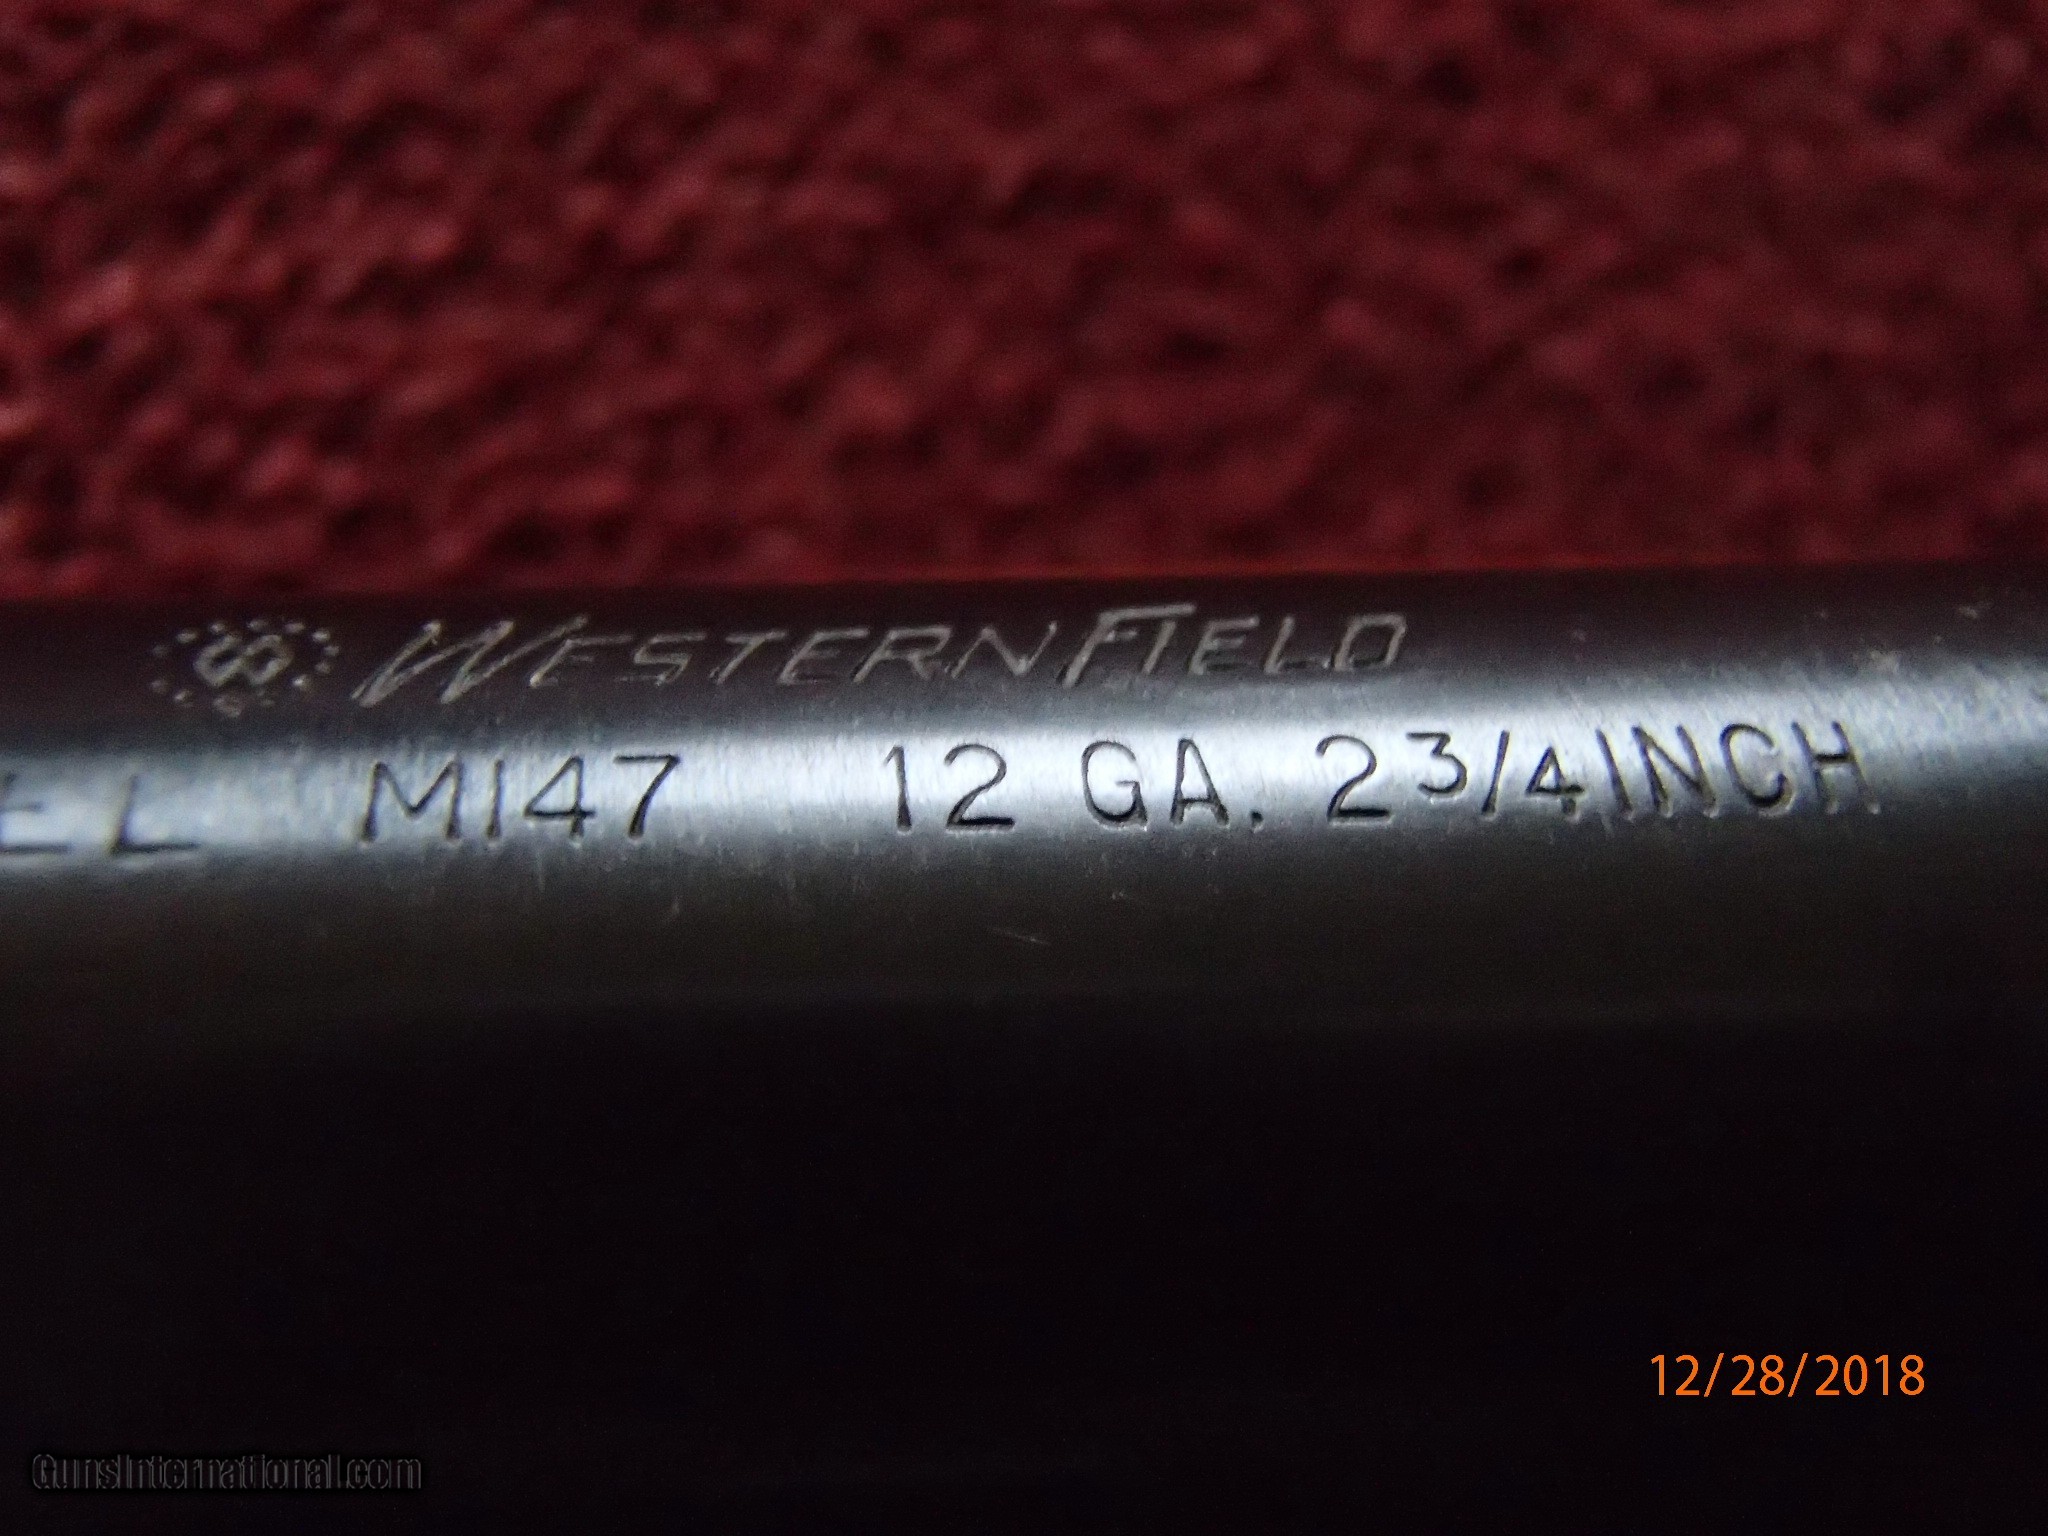 WESTERNFIELD
EL M147 12 GA. 2 3/4 INCH
12/28/2018
GunsInternational.com